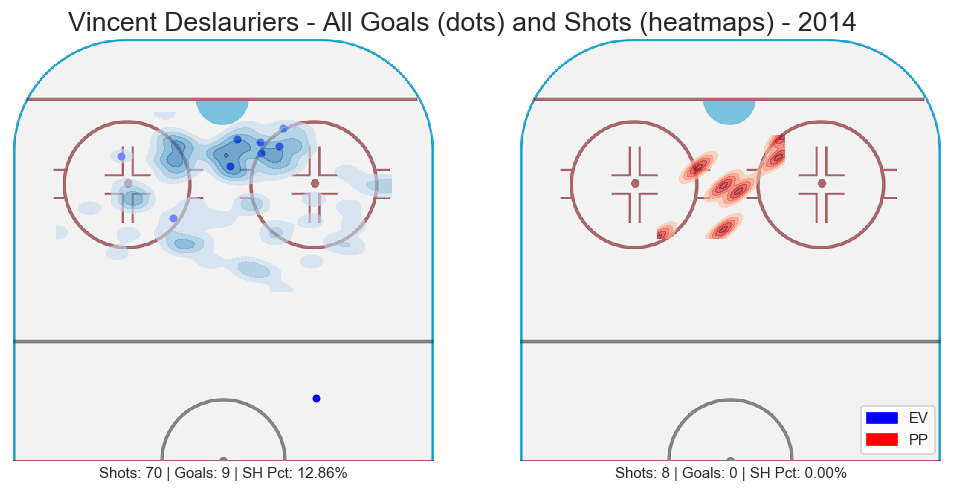 Vincent Deslauriers - All Goals (dots) and Shots (heatmaps) - 2014
EV
PP
Shots: 70 | Goals: 9 | SH Pct: 12.86%
Shots: 8 | Goals: 0 | SH Pct: 0.00%